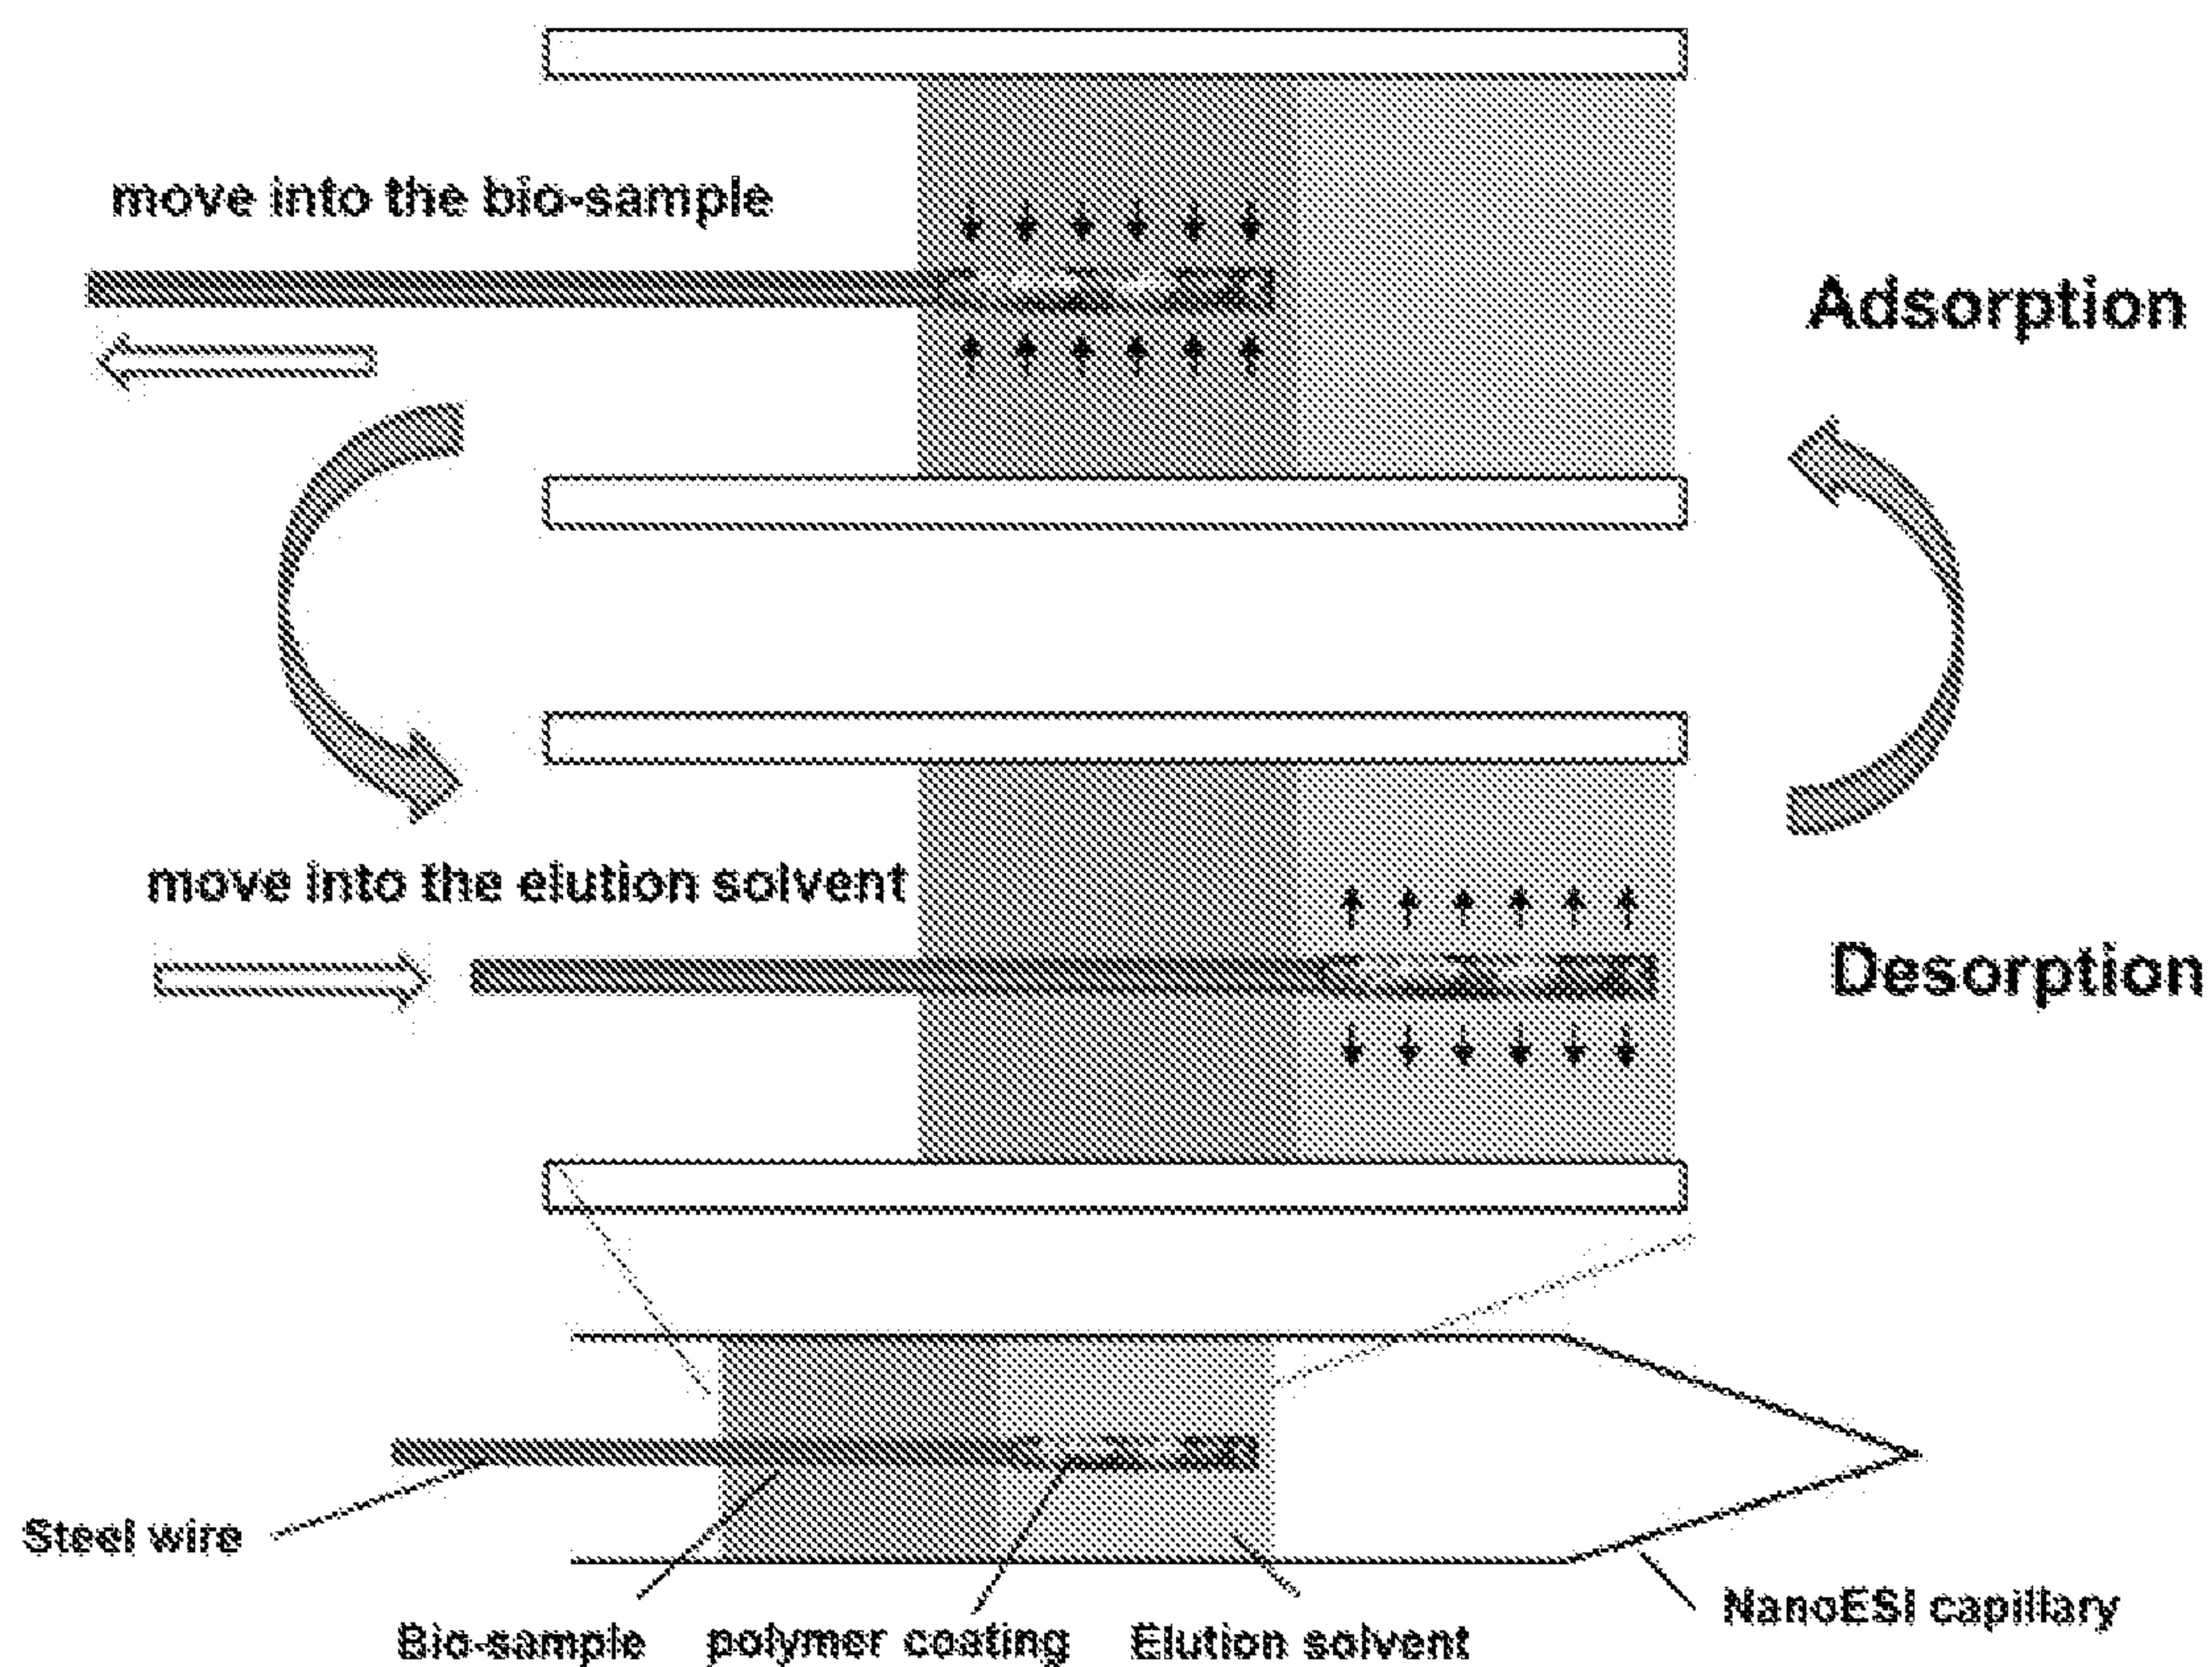 move into the bio-sample
Adsorption
move into the elution solvent
Desorption
Steel wire
Bio-sample
polymer coating
Elution solvent
NanoESI capillary